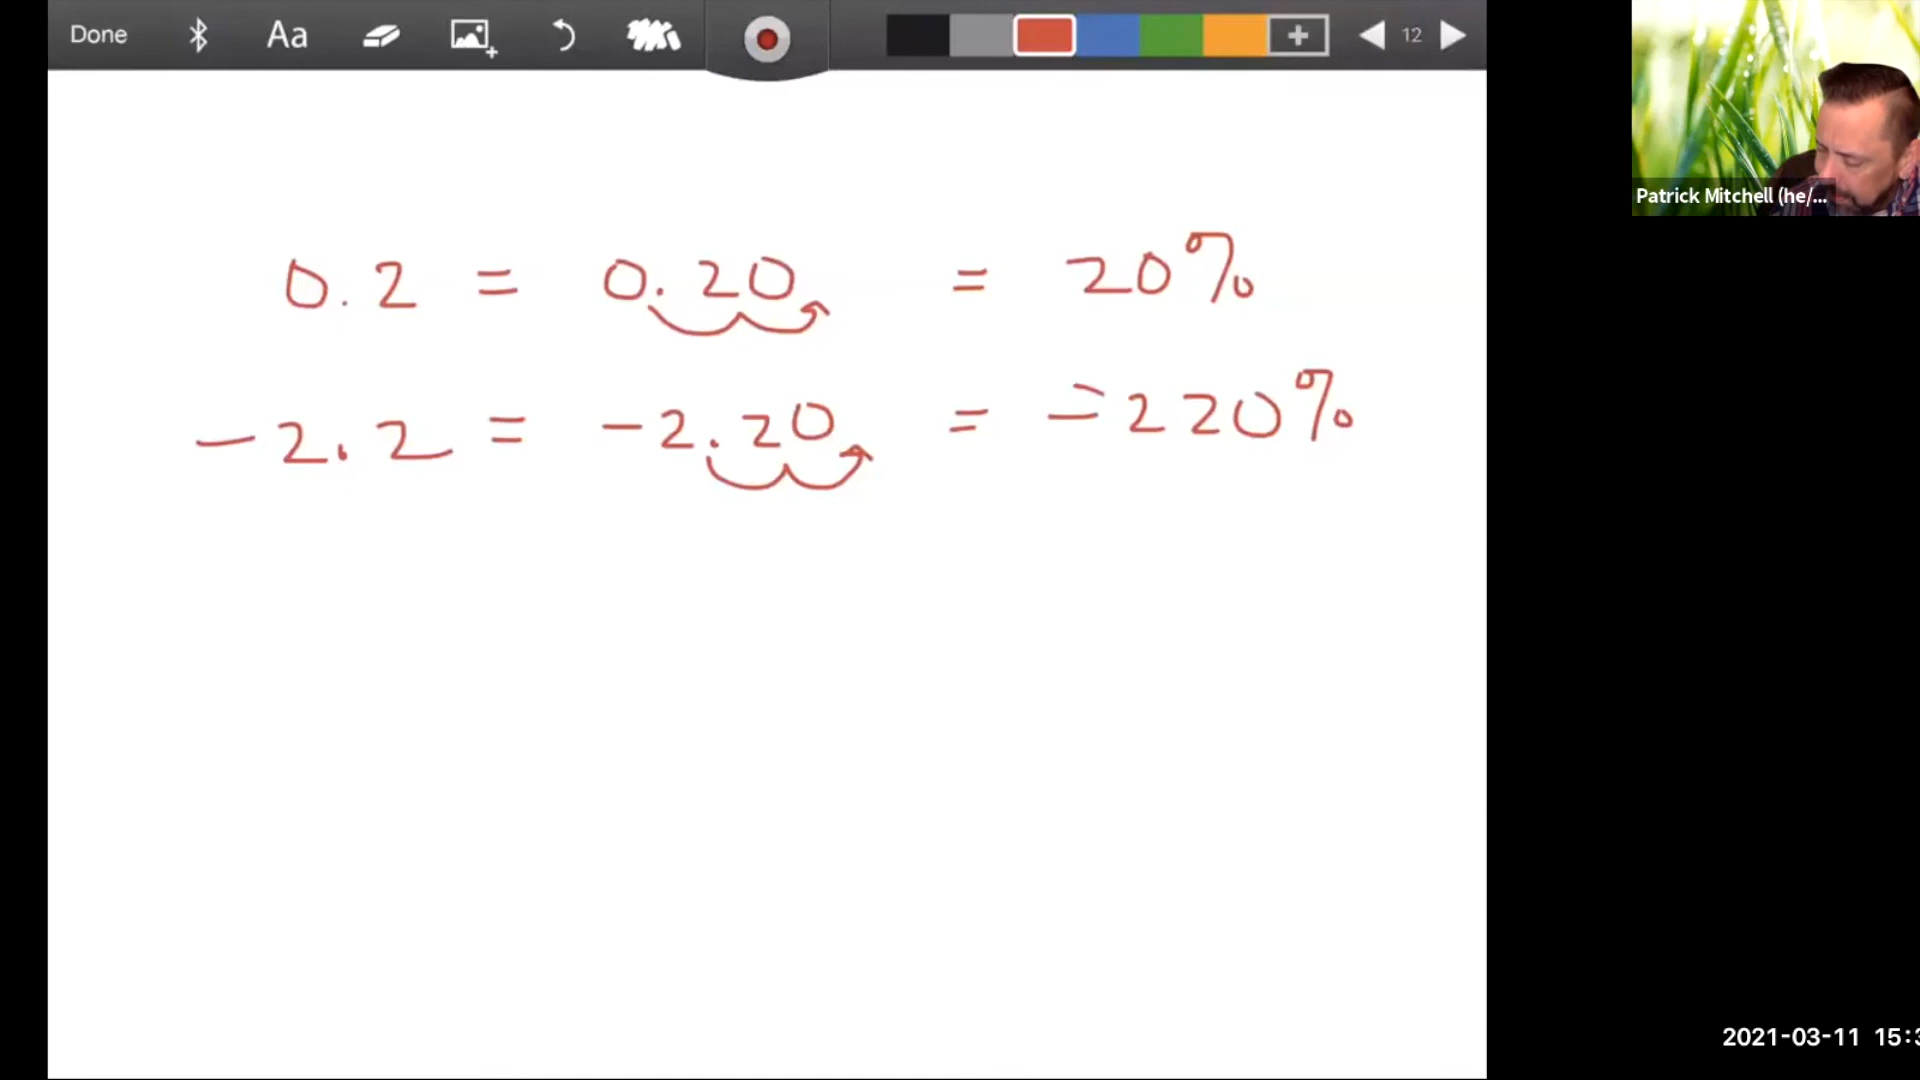 Done Aa 12
Patrick Mitchell (he/...
0.2 = 0.20 = 20%
-2.2 = -2.20 = -220%
2021-03-11 15:3